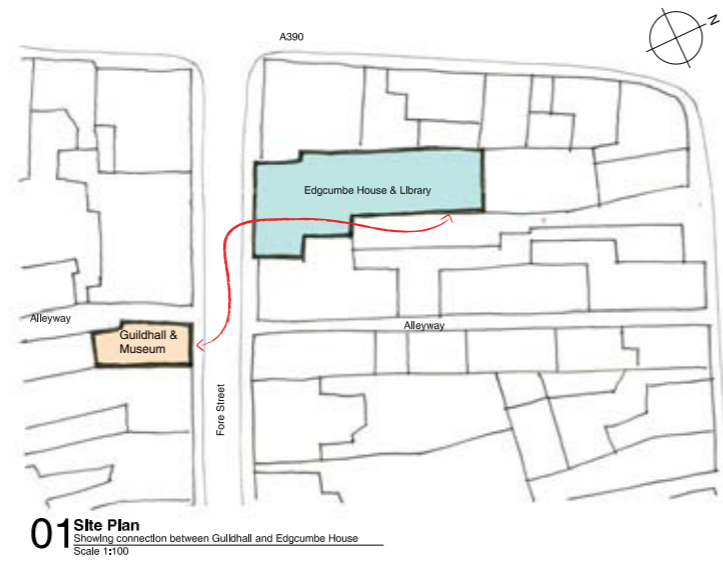 A390
N
Edgcumbe House & LIbrary
Alleyway
Guildhall &
Museum
Alleyway
Fore Street
01 Site Plan
Showing connection between Guildhall and Edgcumbe House
Scale 1:100